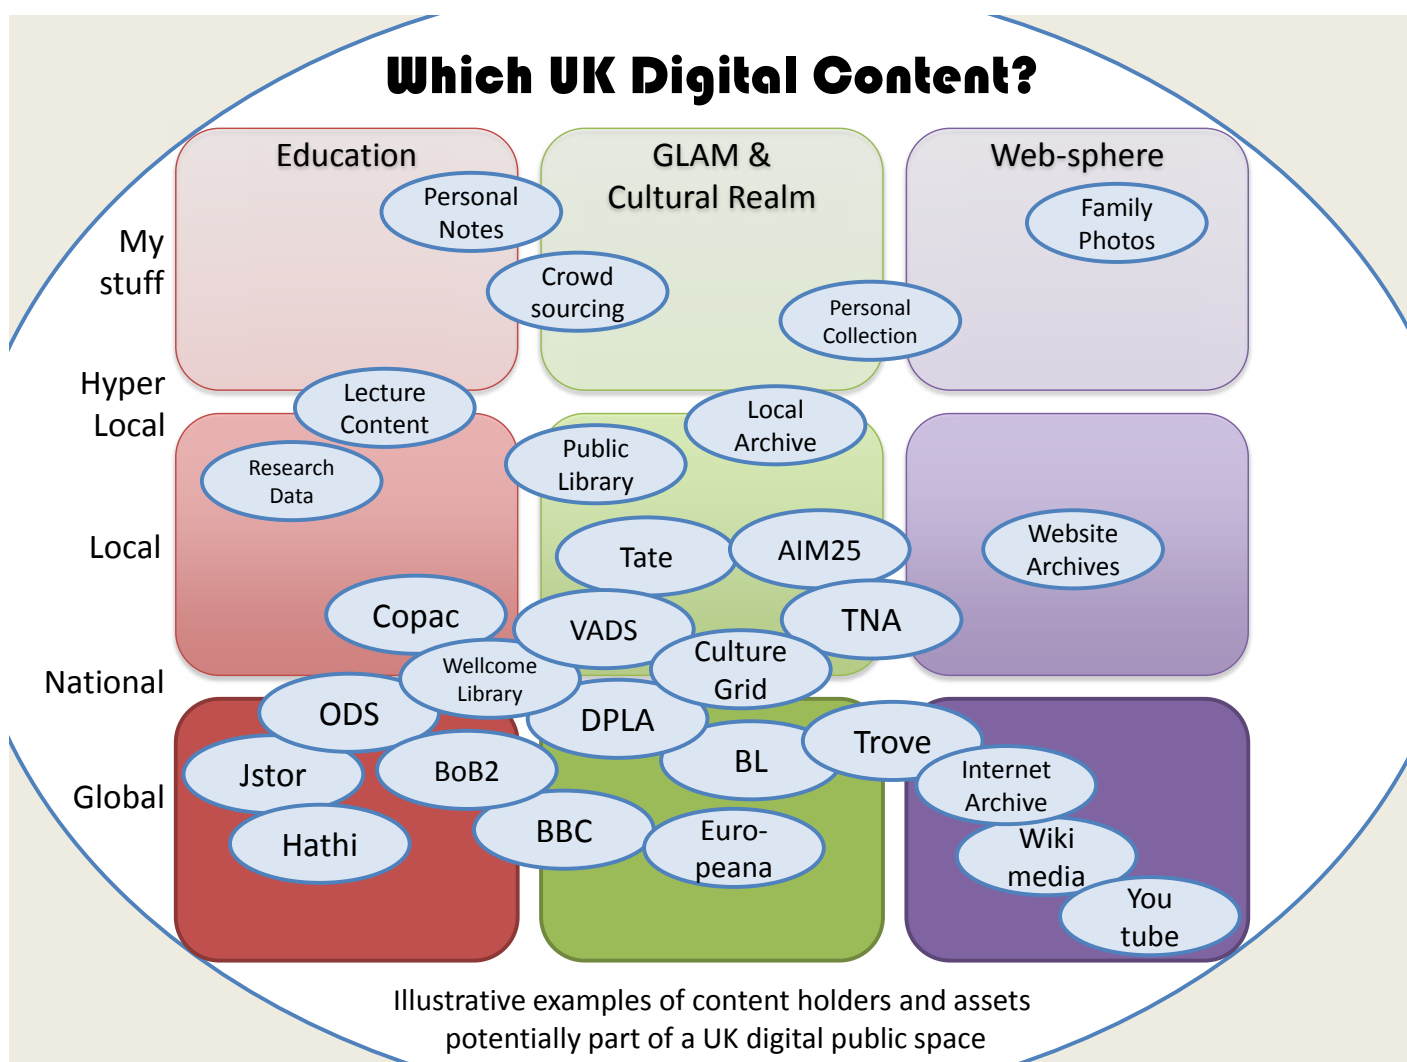 Which UK Digital Content?
Education
GLAM &
Cultural Realm
Web-sphere
My
stuff
Personal
Notes
Family
Photos
Crowd
sourcing
Personal
Collection
Hyper
Local
Lecture
Content
Local
Archive
Public
Library
Research
Data
Local
Tate
AIM25
Website
Archives
Copac
VADS
TNA
Wellcome
Library
Culture
Grid
National
ODS
DPLA
Trove
Jstor
BoB2
BL
Internet
Archive
Global
Hathi
BBC
Euro-
peana
Wiki
media
You
tube
Illustrative examples of content holders and assets
potentially part of a UK digital public space